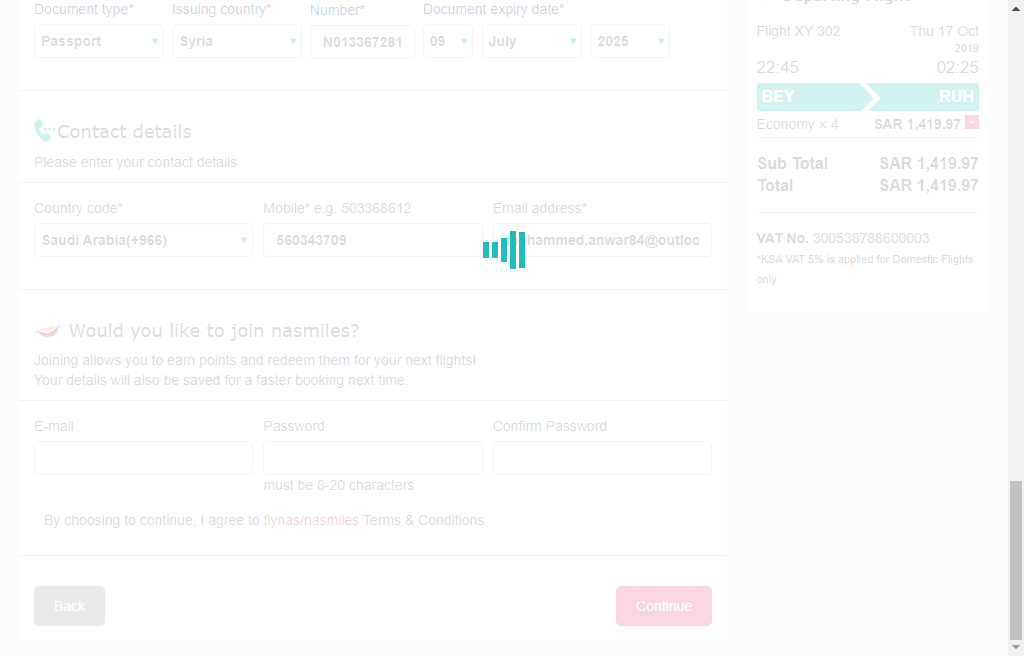 Document type* Issuing country* Number* Document expiry date*
Passport Syria N013367281 09 July 2025
Contact details
Please enter your contact details
Country code* Mobile* e.g. 503368612 Email address*
Saudi Arabia(+966) 560343709 hammed.anwar84@outloo
Would you like to join nasmiles?
Joining allows you to earn points and redeem them for your next flights!
Your details will also be saved for a faster booking next time.
E-mail Password Confirm Password
must be 8-20 characters
By choosing to continue, I agree to flynas/nasmiles Terms & Conditions
Back Continue
Flight XY 302 Thu 17 Oct
2019
22:45 02:25
BEY RUH
Economy × 4 SAR 1,419.97 +
Sub Total SAR 1,419.97
Total SAR 1,419.97
VAT No. 300538788600003
*KSA VAT 5% is applied for Domestic Flights
only